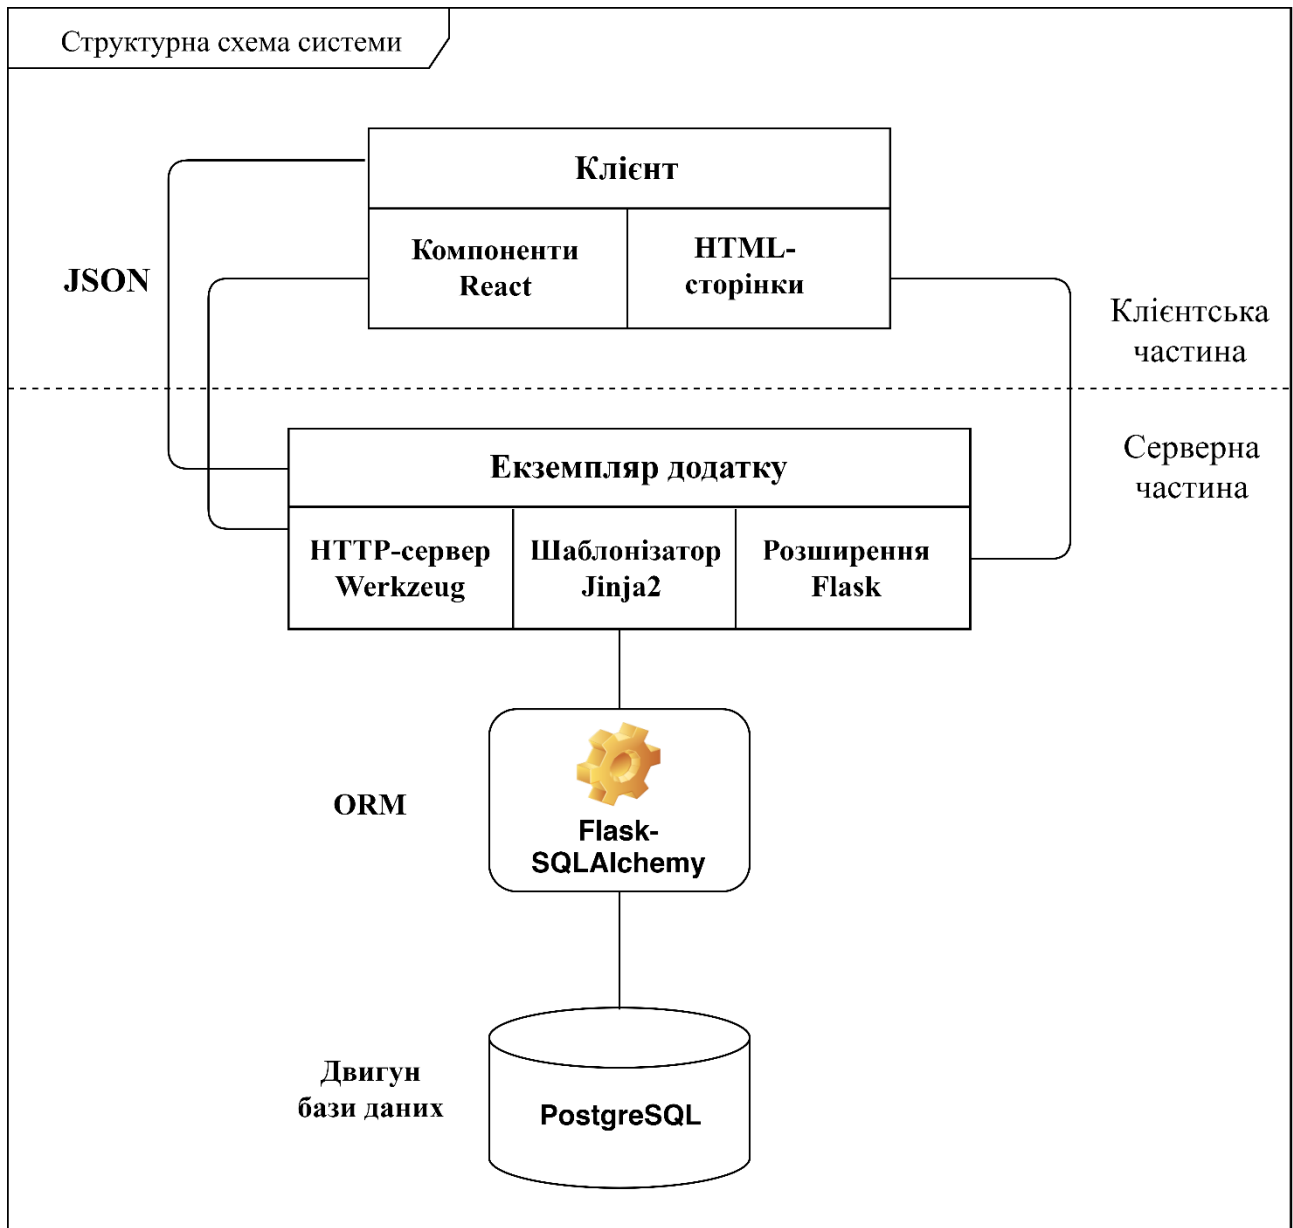 Структурна схема системи
Клієнт
Компоненти
React
HTML-
сторінки
JSON
Клієнтська
частина
Серверна
частина
Екземпляр додатку
HTTP-сервер
Werkzeug
Шаблонізатор
Jinja2
Розширення
Flask
ORM
Flask-
SQLAlchemy
Двигун
бази даних
PostgreSQL